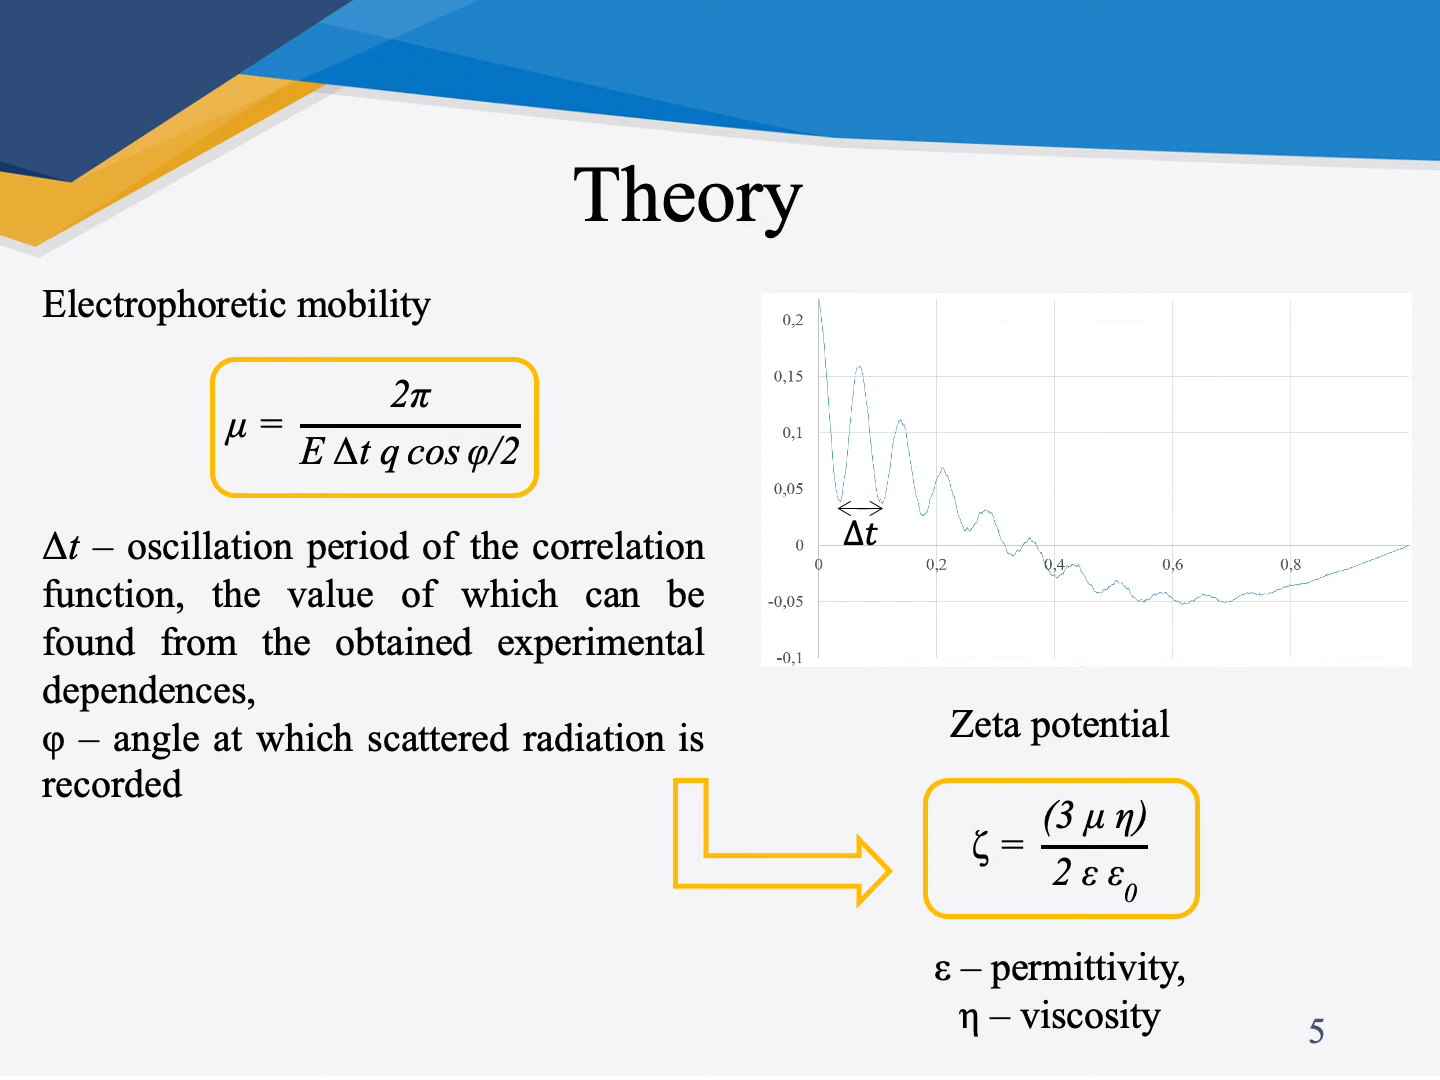 Theory
Electrophoretic mobility
μ = 2π
E Δt q cos φ/2
Δt – oscillation period of the correlation
function, the value of which can be
found from the obtained experimental
dependences,
φ – angle at which scattered radiation is
recorded
0,2
0,15
0,1
0,05
0
-0,05
-0,1
0 0,2 0,4 0,6 0,8
Δt
Zeta potential
ζ = (3 μ η)
2 ε ε0
ε – permittivity,
η – viscosity
5